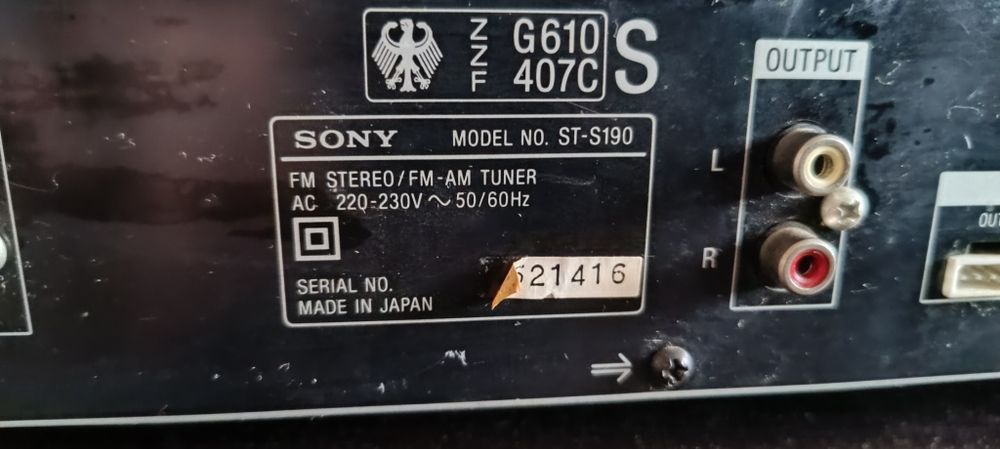 ZZF G610
407C S
OUTPUT
SONY MODEL NO. ST-S190
FM STEREO/FM-AM TUNER
AC 220-230V ~ 50/60Hz
L
R
SERIAL NO. 21416
MADE IN JAPAN